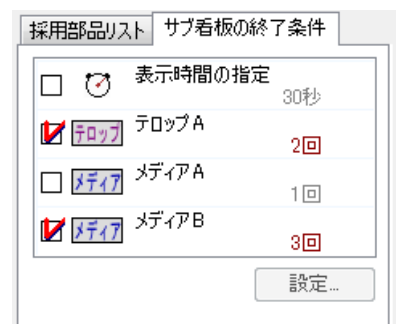 採用部品リスト サブ看板の終了条件
表示時間の指定
30秒
テロップ テロップA
2回
メディア メディアA
1回
メディア メディアB
3回
設定...